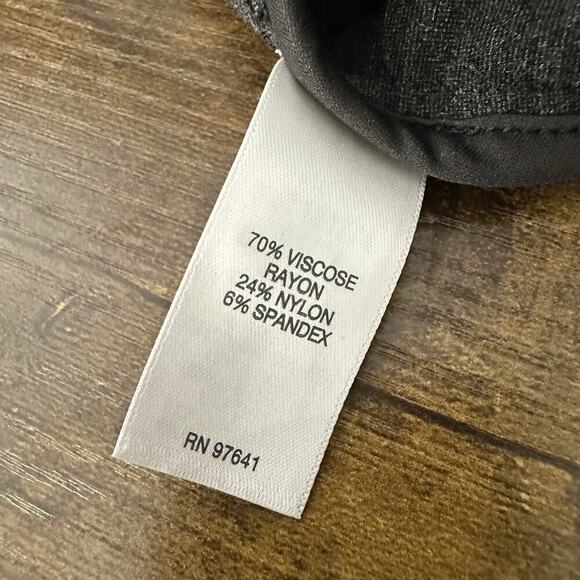 70% VISCOSE
RAYON
24% NYLON
6% SPANDEX
RN 97641